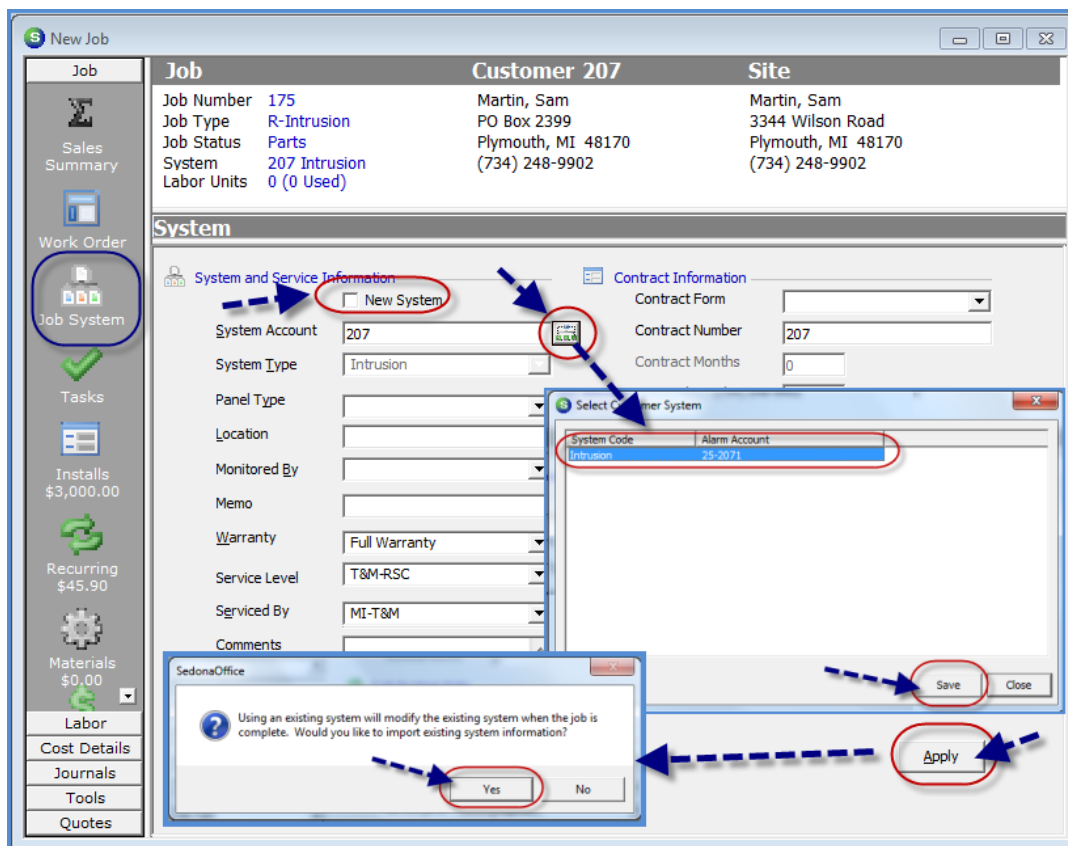 New Job
Job
Sales
Summary
Work Order
Job System
Tasks
Installs
$3,000.00
Recurring
$45.90
Materials
$0.00
Labor
Cost Details
Journals
Tools
Quotes
Job Customer 207 Site
Job Number 175 Martin, Sam Martin, Sam
Job Type R-Intrusion PO Box 2399 3344 Wilson Road
Job Status Parts Plymouth, MI 48170 Plymouth, MI 48170
System 207 Intrusion (734) 248-9902 (734) 248-9902
Labor Units 0 (0 Used)
System
System and Service Information Contract Information
New System Contract Form
System Account 207 Contract Number 207
System Type Intrusion Contract Months 0
Panel Type
Location
Monitored By
Memo
Warranty Full Warranty
Service Level T&M-RSC
Serviced By MI-T&M
Comments
Select Customer System
System Code Alarm Account
Intrusion 25-2071
Save Close
Apply
SedonaOffice
Using an existing system will modify the existing system when the job is
complete. Would you like to import existing system information?
Yes No